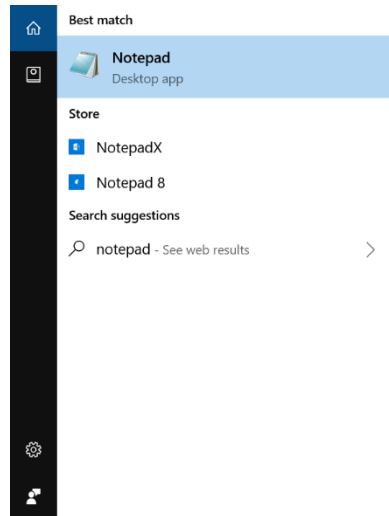 Best match
Notepad
Desktop app
Store
NotepadX
Notepad 8
Search suggestions
notepad - See web results